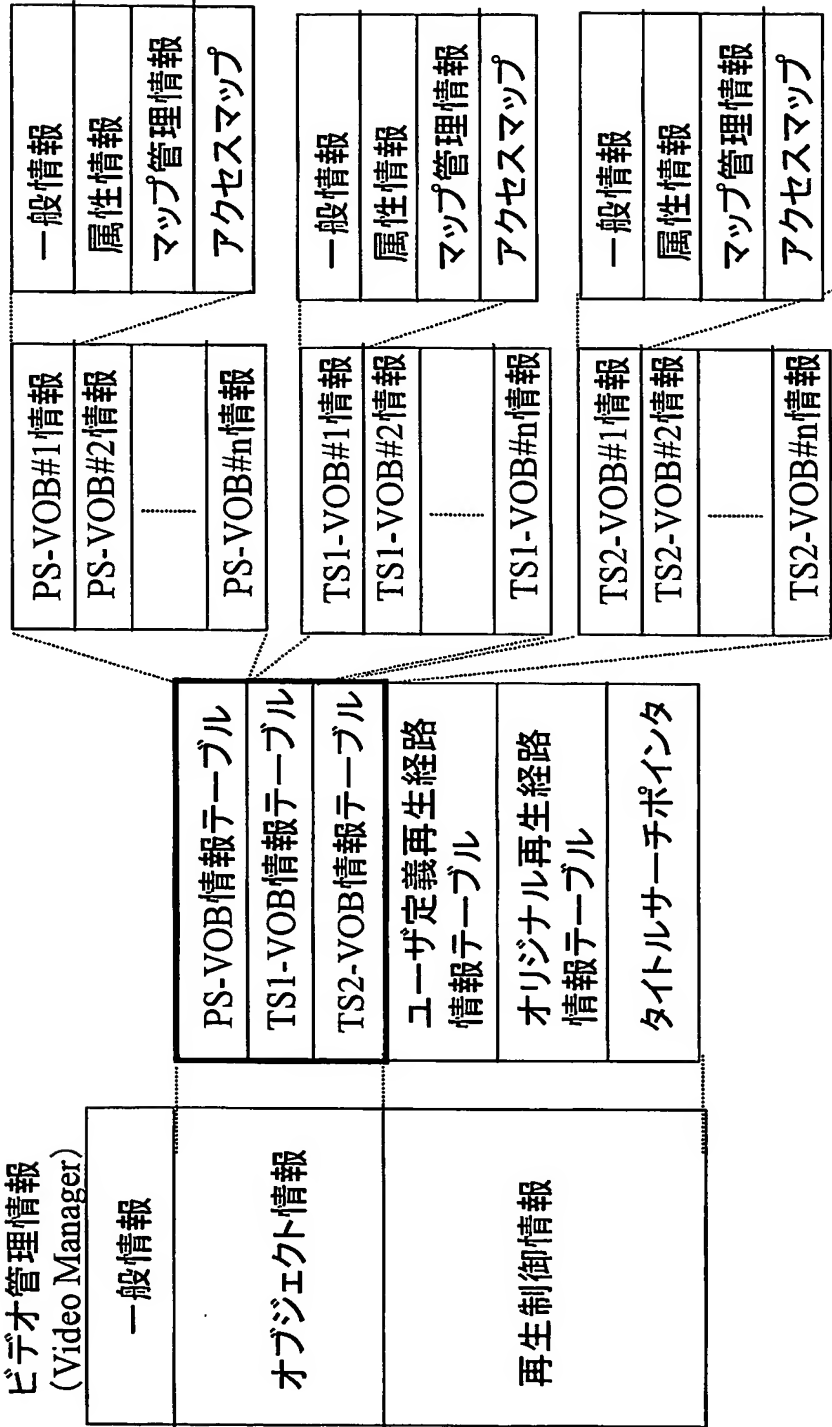 ビデオ管理情報
(Video Manager)
一般情報
オブジェクト情報
再生制御情報
PS-VOB情報テーブル
TS1-VOB情報テーブル
TS2-VOB情報テーブル
ユーザ定義再生経路
情報テーブル
オリジナル再生経路
情報テーブル
タイトルサーチポインタ
PS-VOB#1情報
PS-VOB#2情報
PS-VOB#n情報
TS1-VOB#1情報
TS1-VOB#2情報
TS1-VOB#n情報
TS2-VOB#1情報
TS2-VOB#2情報
TS2-VOB#n情報
一般情報
属性情報
マップ管理情報
アクセスマップ
一般情報
属性情報
マップ管理情報
アクセスマップ
一般情報
属性情報
マップ管理情報
アクセスマップ